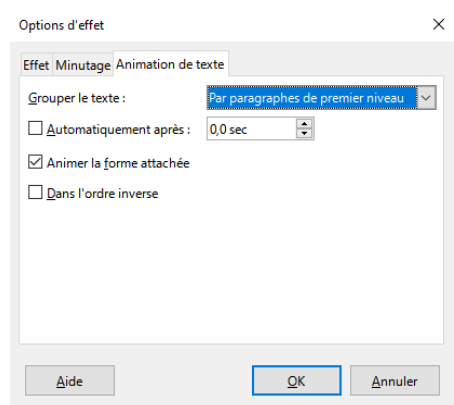 Options d'effet
Effet Minutage Animation de texte
Grouper le texte : Par paragraphes de premier niveau
Automatiquement après : 0,0 sec
Animer la forme attachée
Dans l'ordre inverse
Aide OK Annuler